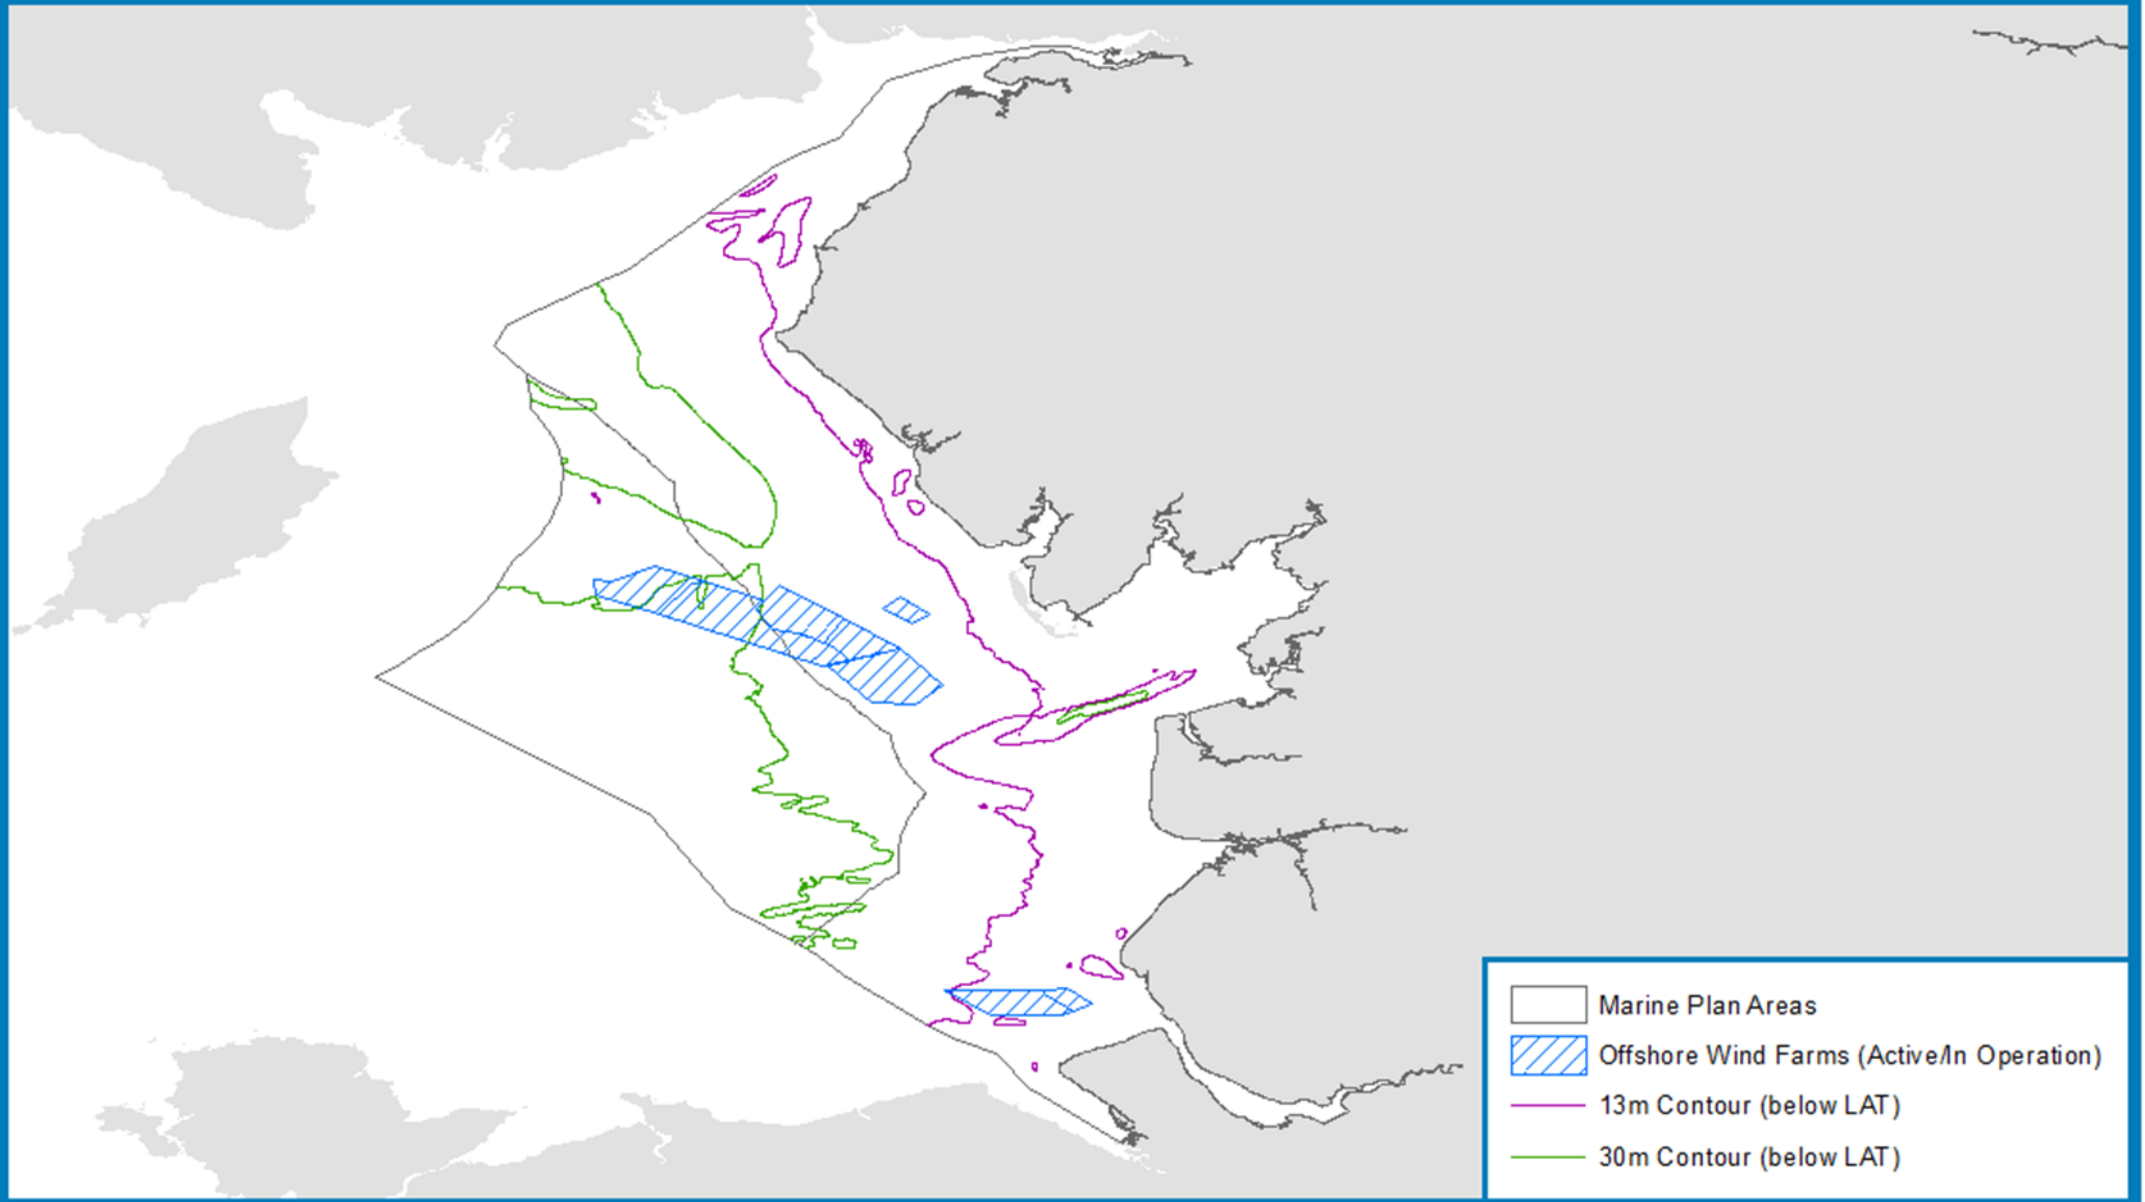 Marine Plan Areas
Offshore Wind Farms (Active/In Operation)
13m Contour (below LAT)
30m Contour (below LAT)